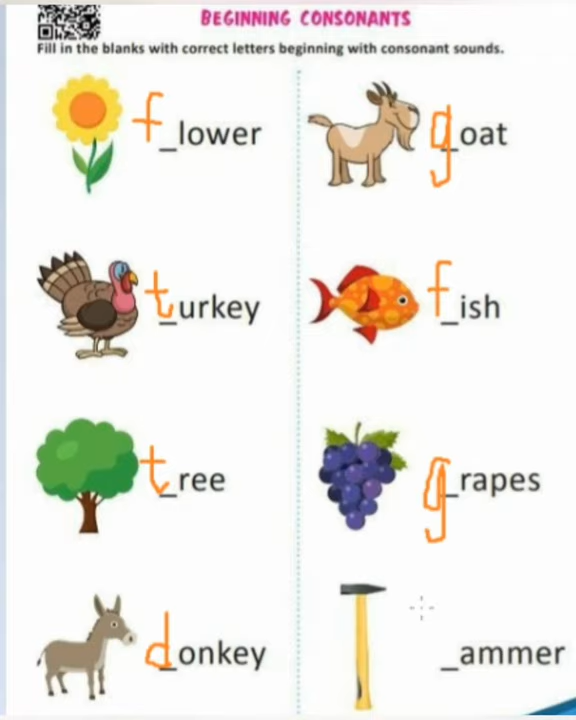 BEGINNING CONSONANTS
Fill in the blanks with correct letters beginning with consonant sounds.
f_lower
g_oat
t_urkey
f_ish
t_ree
g_rapes
d_onkey
_ammer